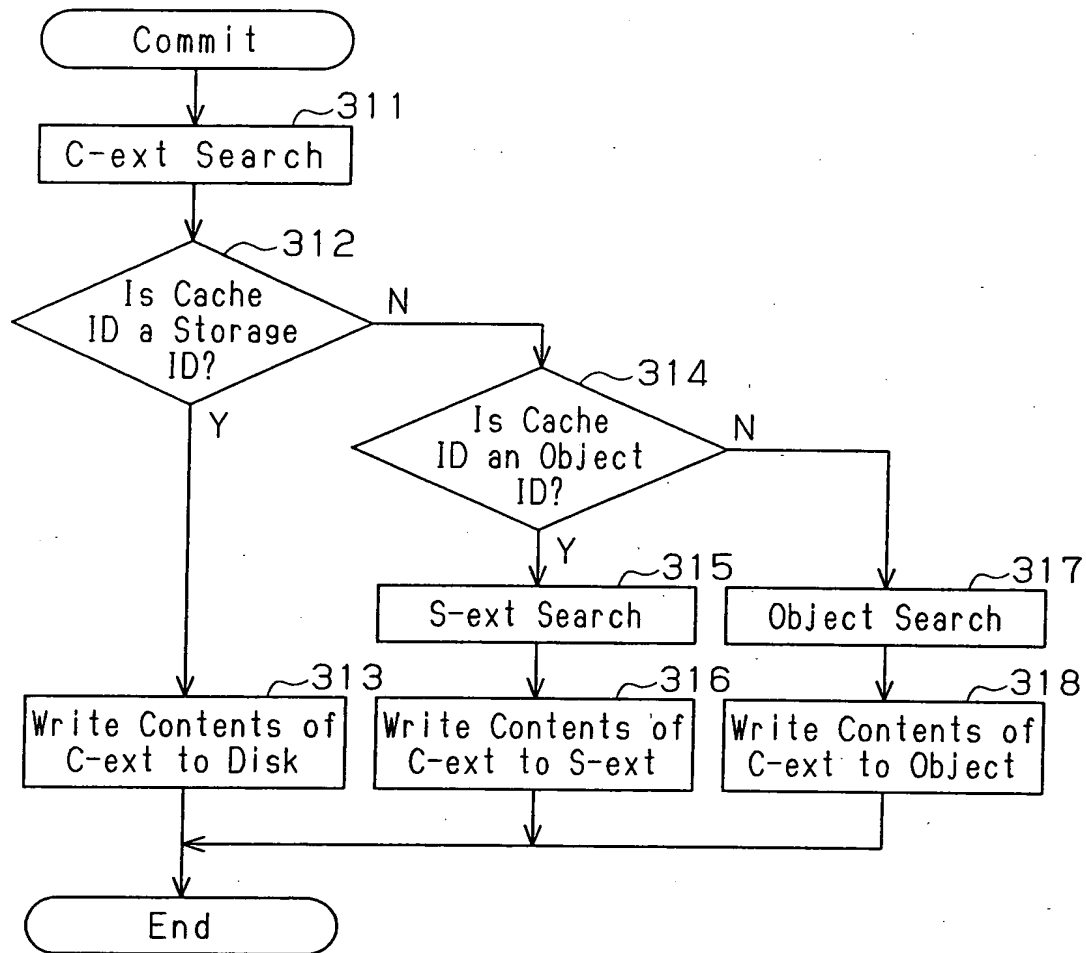 Commit
311
C-ext Search
312
Is Cache
ID a Storage
ID?
N
Y
314
Is Cache
ID an Object
ID?
N
Y
315
S-ext Search
317
Object Search
313
Write Contents of
C-ext to Disk
316
Write Contents of
C-ext to S-ext
318
Write Contents of
C-ext to Object
End